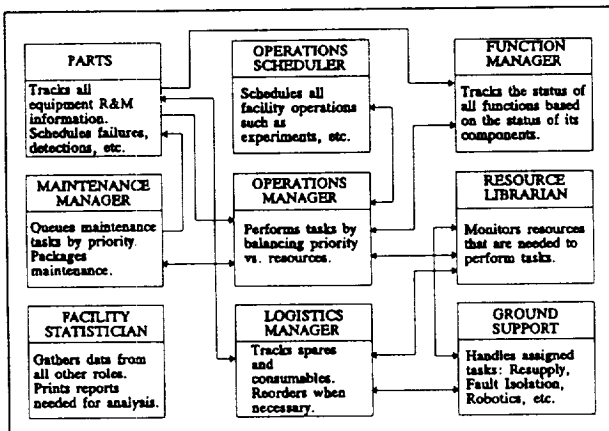 PARTS
Tracks all
equipment R&M
information.
Schedules failures,
detections, etc.
OPERATIONS
SCHEDULER
Schedules all
facility operations
such as
experiments, etc.
FUNCTION
MANAGER
Tracks the status of
all functions based
on the status of its
components.
MAINTENANCE
MANAGER
Queues maintenance
tasks by priority.
Packages
maintenance.
OPERATIONS
MANAGER
Performs tasks by
balancing priority
vs. resources.
RESOURCE
LIBRARIAN
Monitors resources
that are needed to
perform tasks.
FACILITY
STATISTICIAN
Gathers data from
all other roles.
Prints reports
needed for analysis.
LOGISTICS
MANAGER
Tracks spares
and
consumables.
Reorders when
necessary.
GROUND
SUPPORT
Handles assigned
tasks: Resupply,
Fault Isolation,
Robotics, etc.